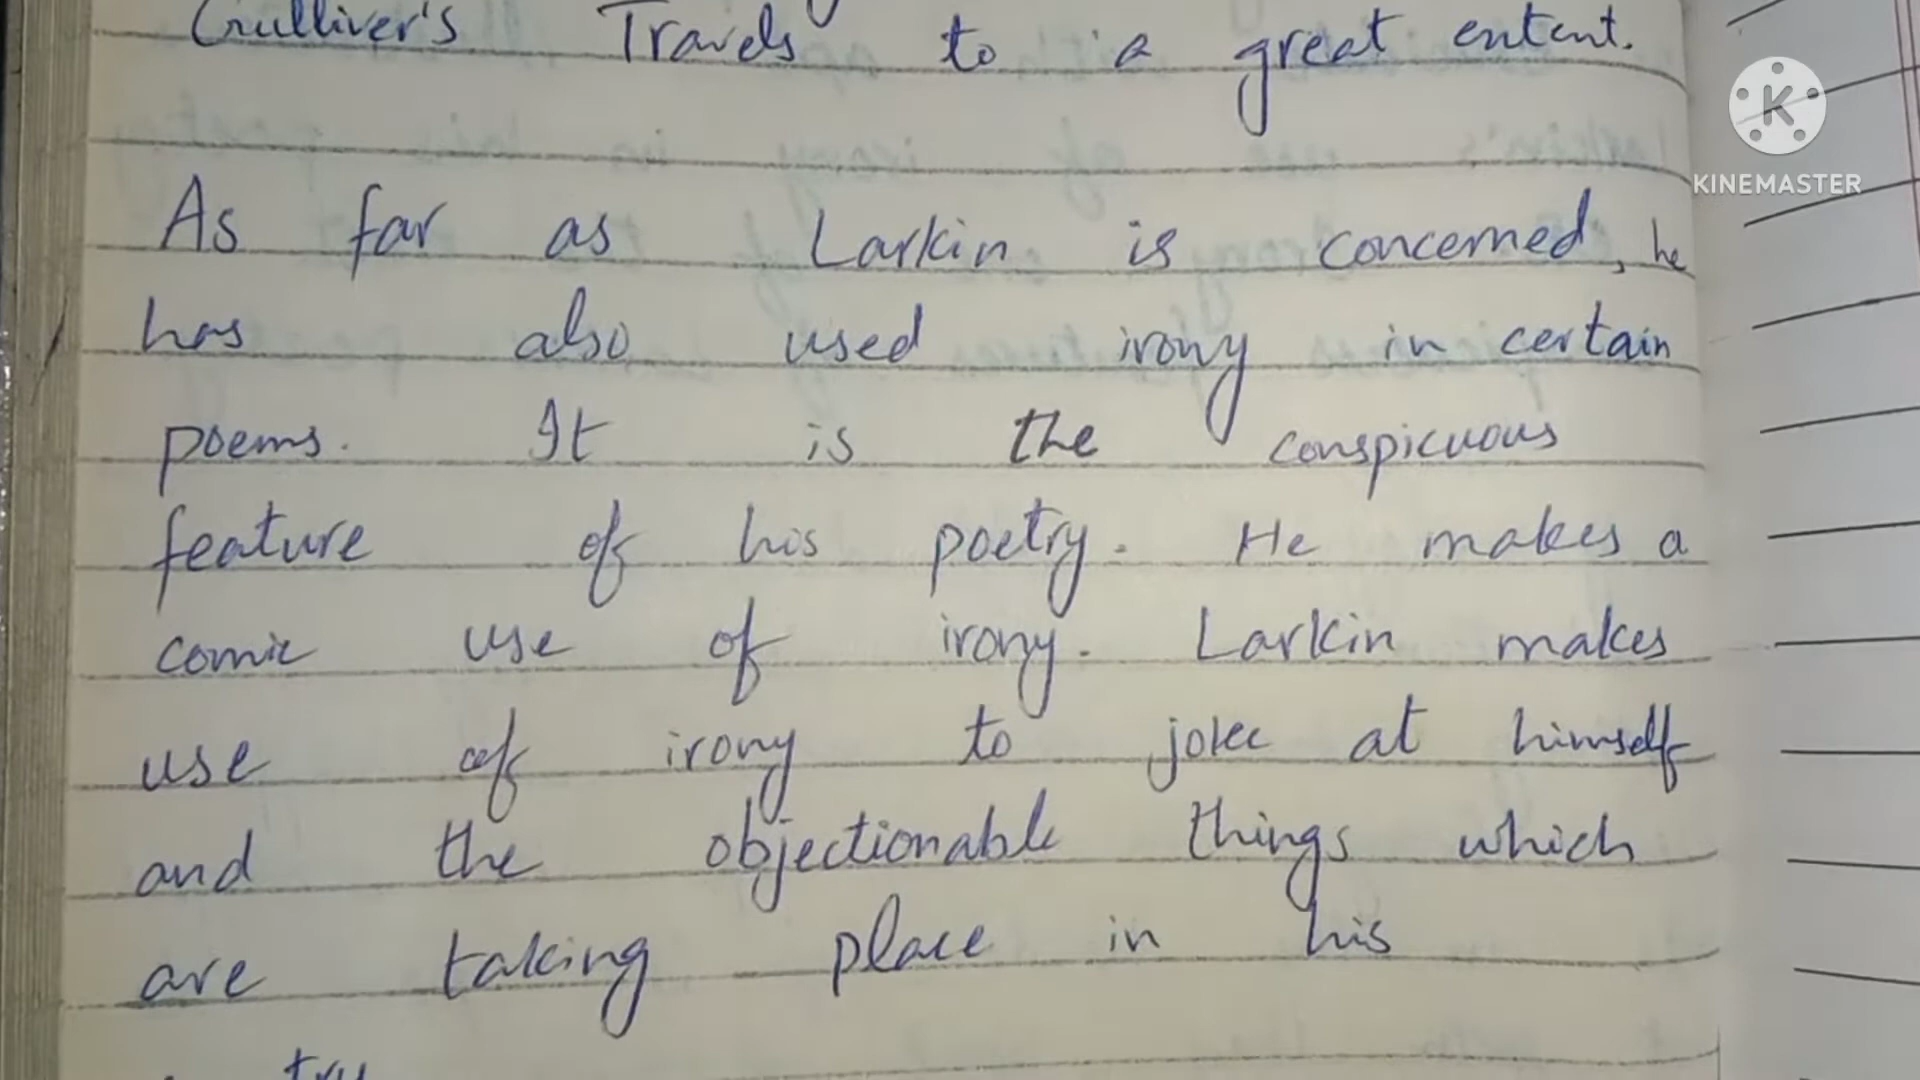 Gulliver's Travels to a great extent.
As far as Larkin is concerned, he
has also used irony in certain
poems. It is the conspicuous
feature of his poetry. He makes a
comic use of irony. Larkin makes
use of irony to joke at himself
and the objectionable things which
are taking place in his
KINEMASTER